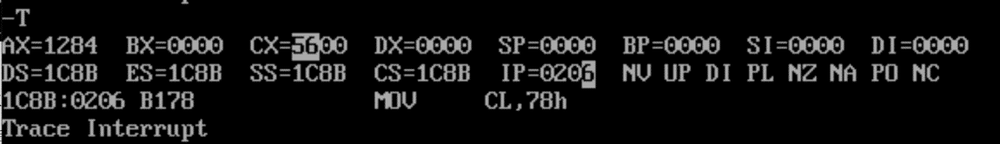 -T
AX=1284  BX=0000  CX=5600  DX=0000  SP=0000  BP=0000  SI=0000  DI=0000
DS=1C8B  ES=1C8B  SS=1C8B  CS=1C8B  IP=0206  NV UP DI PL NZ NA PO NC
1C8B:0206 B178              MOV     CL,78h
Trace Interrupt